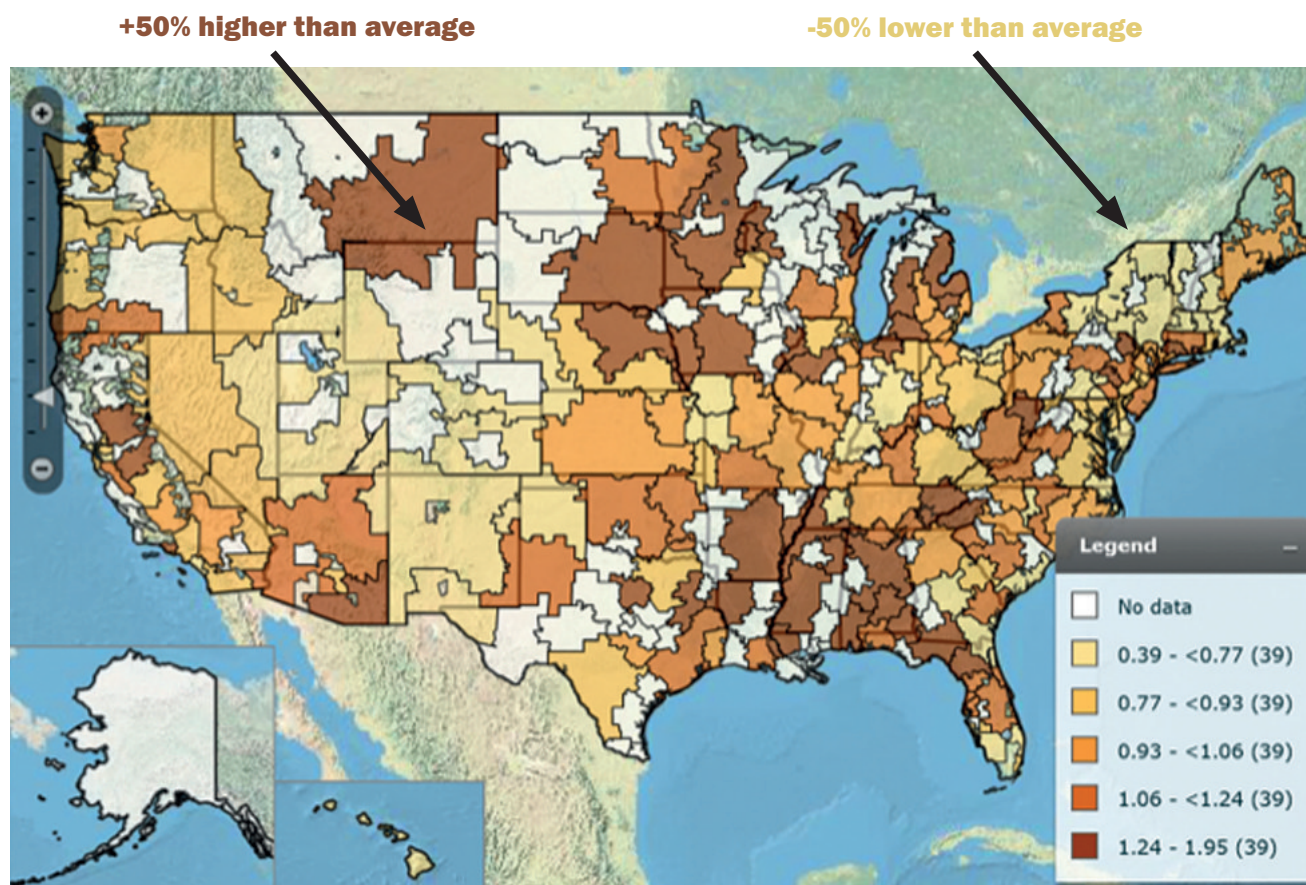 +50% higher than average
-50% lower than average
+
−
Legend −
No data
0.39 - <0.77 (39)
0.77 - <0.93 (39)
0.93 - <1.06 (39)
1.06 - <1.24 (39)
1.24 - 1.95 (39)